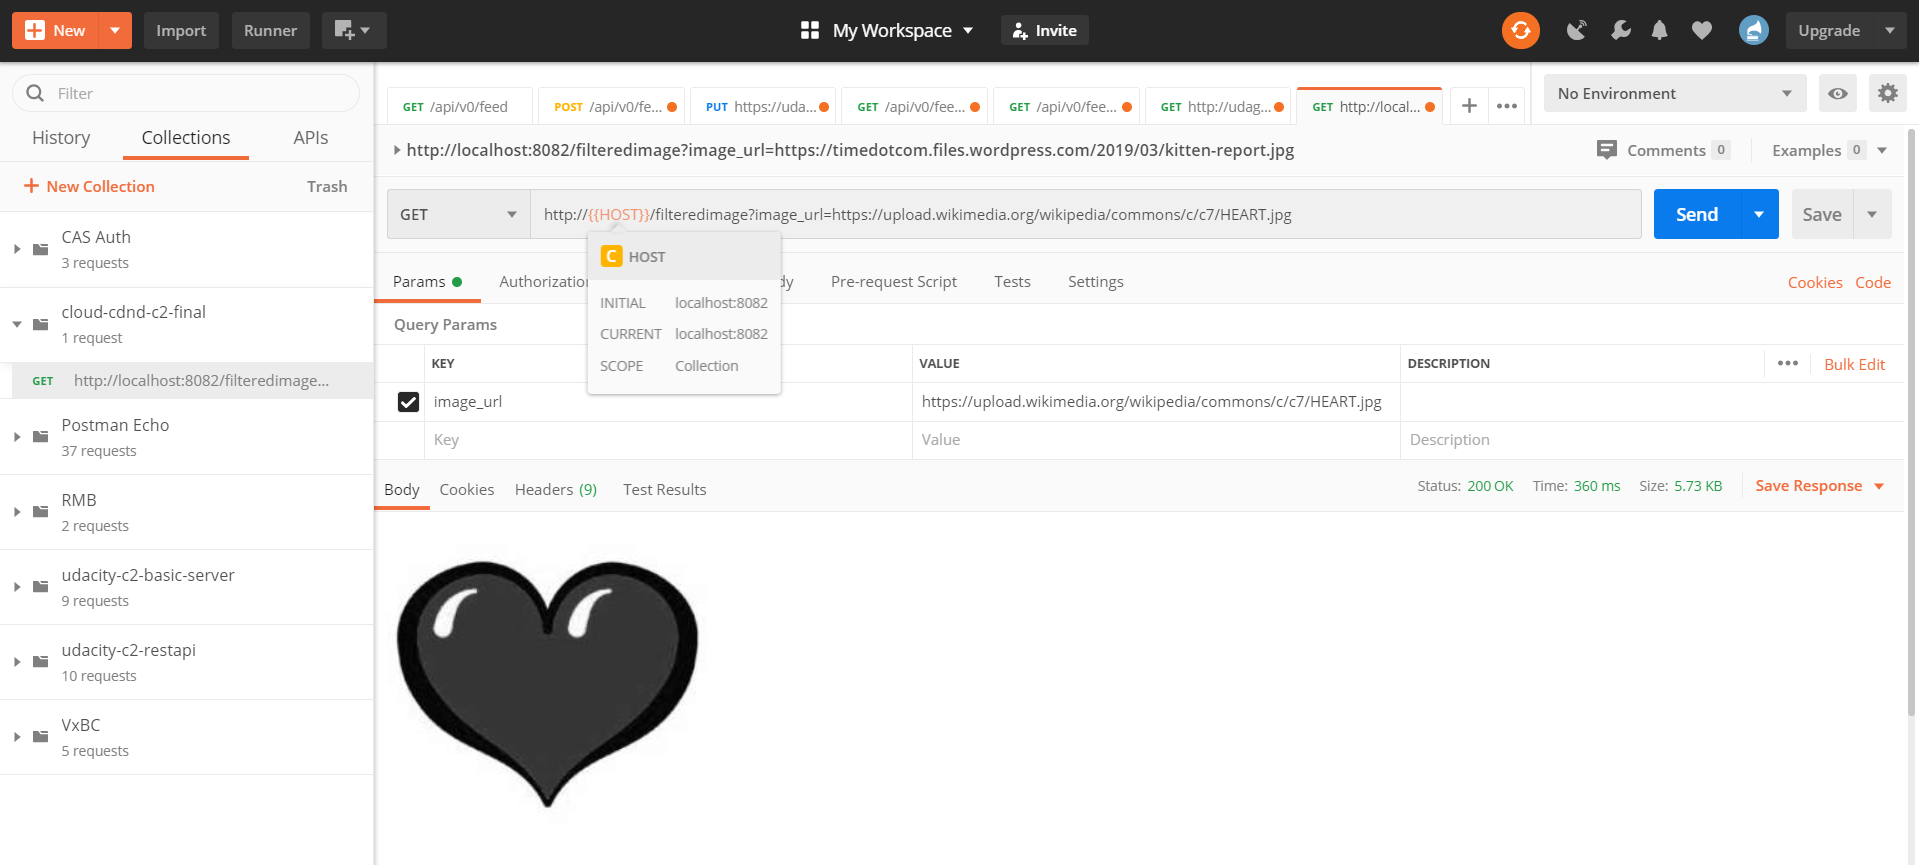 New
Import
Runner
My Workspace
Invite
Upgrade
Filter
History
Collections
APIs
New Collection
Trash
CAS Auth
3 requests
cloud-cdnd-c2-final
1 request
GET http://localhost:8082/filteredimage...
Postman Echo
37 requests
RMB
2 requests
udacity-c2-basic-server
9 requests
udacity-c2-restapi
10 requests
VxBC
5 requests
GET /api/v0/feed
POST /api/v0/fe...
PUT https://uda...
GET /api/v0/fee...
GET /api/v0/fee...
GET http://udag...
GET http://local...
No Environment
http://localhost:8082/filteredimage?image_url=https://timedotcom.files.wordpress.com/2019/03/kitten-report.jpg
Comments 0
Examples 0
GET
http://{{HOST}}/filteredimage?image_url=https://upload.wikimedia.org/wikipedia/commons/c/c7/HEART.jpg
Send
Save
C HOST
INITIAL localhost:8082
CURRENT localhost:8082
SCOPE Collection
Params
Authorization
dy
Pre-request Script
Tests
Settings
Cookies
Code
Query Params
KEY
VALUE
DESCRIPTION
Bulk Edit
image_url
https://upload.wikimedia.org/wikipedia/commons/c/c7/HEART.jpg
Key
Value
Description
Body
Cookies
Headers (9)
Test Results
Status: 200 OK
Time: 360 ms
Size: 5.73 KB
Save Response